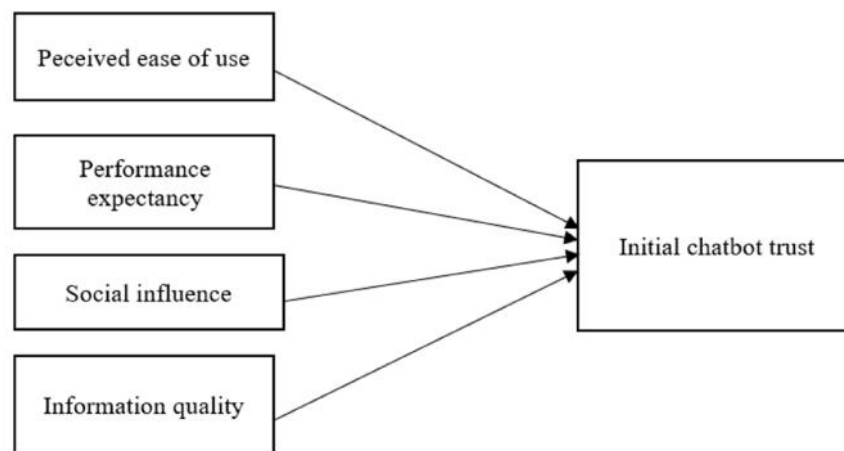 Peceived ease of use
Performance
expectancy
Social influence
Information quality
Initial chatbot trust